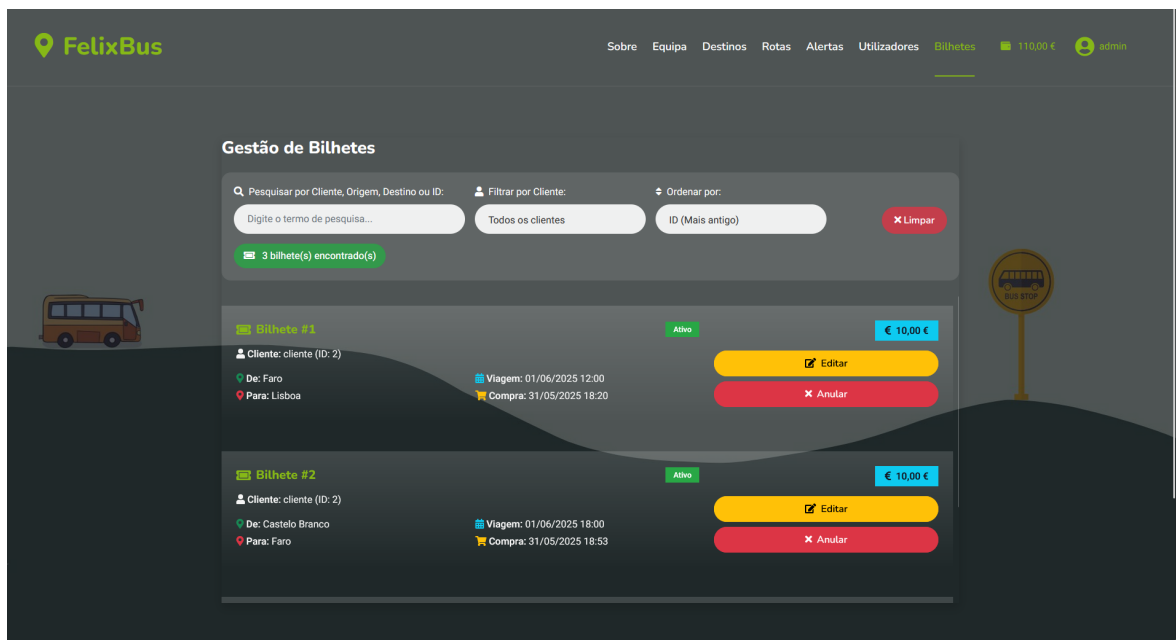 FelixBus
Sobre Equipa Destinos Rotas Alertas Utilizadores Bilhetes 110,00 € admin
Gestão de Bilhetes
Pesquisar por Cliente, Origem, Destino ou ID: Filtrar por Cliente: Ordenar por:
Digite o termo de pesquisa... Todos os clientes ID (Mais antigo) Limpar
3 bilhete(s) encontrado(s)
BUS STOP
Bilhete #1 Ativo € 10,00 €
Cliente: cliente (ID: 2)
Editar
De: Faro Viagem: 01/06/2025 12:00
Para: Lisboa Compra: 31/05/2025 18:20
Anular
Bilhete #2 Ativo € 10,00 €
Cliente: cliente (ID: 2)
Editar
De: Castelo Branco Viagem: 01/06/2025 18:00
Para: Faro Compra: 31/05/2025 18:53
Anular